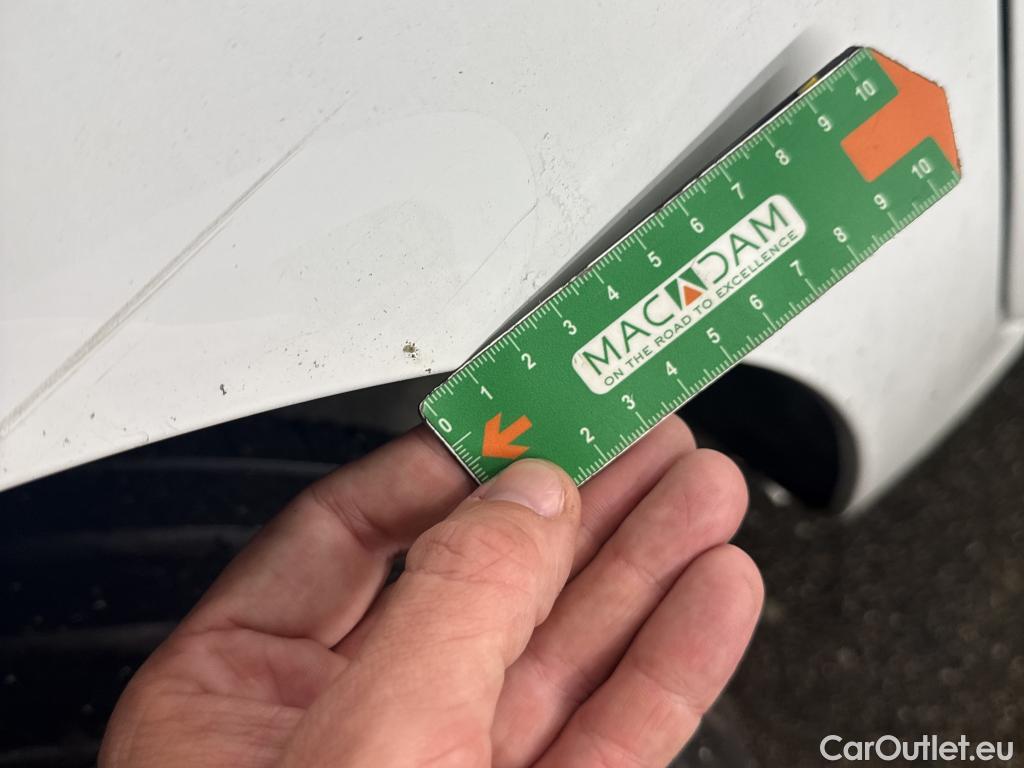 0 1 2 3 4 5 6 7 8 9 10
MACADAM
ON THE ROAD TO EXCELLENCE
2 3 4 5 6 7 8 9 10
CarOutlet.eu